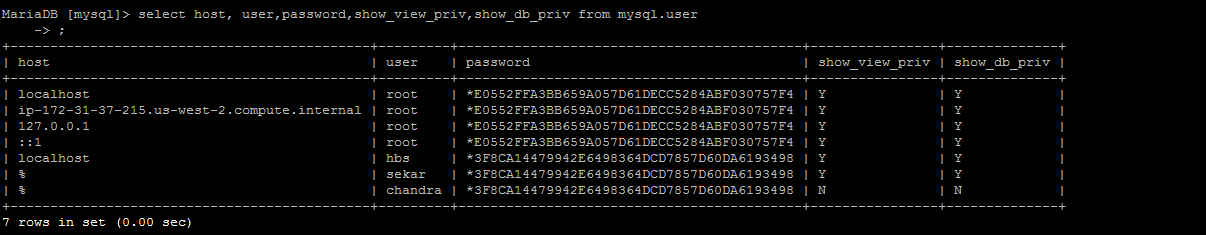 MariaDB [mysql]> select host, user,password,show_view_priv,show_db_priv from mysql.user
    -> ;
+-----------------------------------------------+---------+-------------------------------------------+----------------+--------------+
| host | user | password | show_view_priv | show_db_priv |
+-----------------------------------------------+---------+-------------------------------------------+----------------+--------------+
| localhost | root | *E0552FFA3BB659A057D61DECC5284ABF030757F4 | Y | Y |
| ip-172-31-37-215.us-west-2.compute.internal | root | *E0552FFA3BB659A057D61DECC5284ABF030757F4 | Y | Y |
| 127.0.0.1 | root | *E0552FFA3BB659A057D61DECC5284ABF030757F4 | Y | Y |
| ::1 | root | *E0552FFA3BB659A057D61DECC5284ABF030757F4 | Y | Y |
| localhost | hbs | *3F8CA14479942E6498364DCD7857D60DA6193498 | Y | Y |
| % | sekar | *3F8CA14479942E6498364DCD7857D60DA6193498 | Y | Y |
| % | chandra | *3F8CA14479942E6498364DCD7857D60DA6193498 | N | N |
+-----------------------------------------------+---------+-------------------------------------------+----------------+--------------+
7 rows in set (0.00 sec)